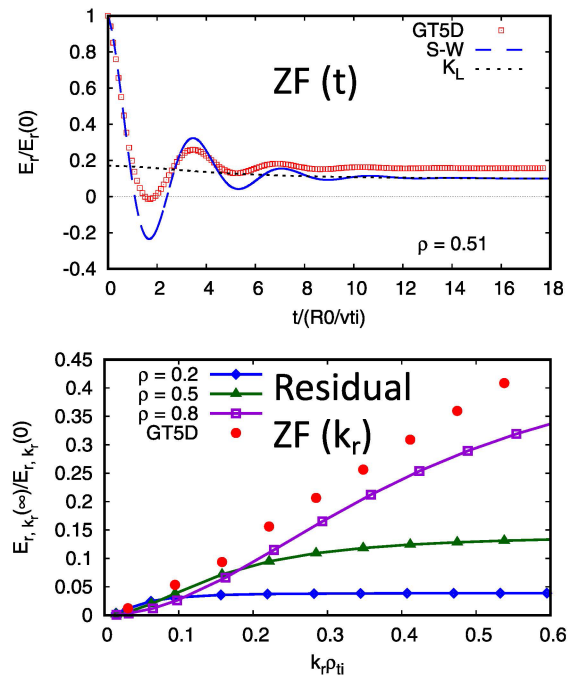 GT5D
S-W
K_L
ZF (t)
E_r/E_r(0)
1
0.8
0.6
0.4
0.2
0
-0.2
-0.4
ρ = 0.51
0 2 4 6 8 10 12 14 16 18
t/(R0/vti)
ρ = 0.2
ρ = 0.5
ρ = 0.8
GT5D
Residual
ZF (k_r)
E_{r, k_r}(∞)/E_{r, k_r}(0)
0.45
0.4
0.35
0.3
0.25
0.2
0.15
0.1
0.05
0
0 0.1 0.2 0.3 0.4 0.5 0.6
k_rρ_{ti}